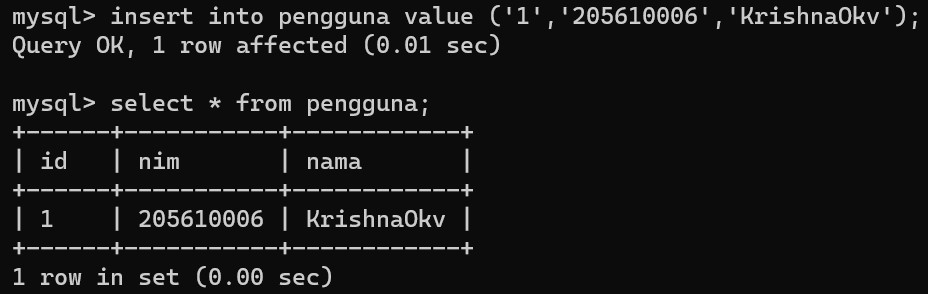 mysql> insert into pengguna value ('1','205610006','KrishnaOkv');
Query OK, 1 row affected (0.01 sec)

mysql> select * from pengguna;
+------+-----------+------------+
| id   | nim       | nama       |
+------+-----------+------------+
| 1    | 205610006 | KrishnaOkv |
+------+-----------+------------+
1 row in set (0.00 sec)